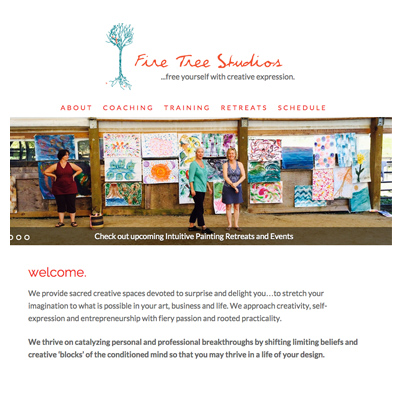 Fire Tree Studios
...free yourself with creative expression.
ABOUT COACHING TRAINING RETREATS SCHEDULE
Check out upcoming Intuitive Painting Retreats and Events
welcome.
We provide sacred creative spaces devoted to surprise and delight you...to stretch your
imagination to what is possible in your art, business and life. We approach creativity, self-
expression and entrepreneurship with fiery passion and rooted practicality.
We thrive on catalyzing personal and professional breakthroughs by shifting limiting beliefs and
creative 'blocks' of the conditioned mind so that you may thrive in a life of your design.